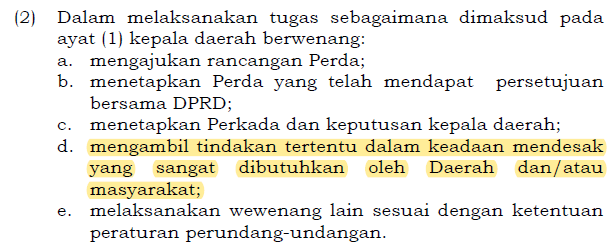 (2) Dalam melaksanakan tugas sebagaimana dimaksud pada
ayat (1) kepala daerah berwenang:
a. mengajukan rancangan Perda;
b. menetapkan Perda yang telah mendapat persetujuan
bersama DPRD;
c. menetapkan Perkada dan keputusan kepala daerah;
d. mengambil tindakan tertentu dalam keadaan mendesak
yang sangat dibutuhkan oleh Daerah dan/atau
masyarakat;
e. melaksanakan wewenang lain sesuai dengan ketentuan
peraturan perundang-undangan.